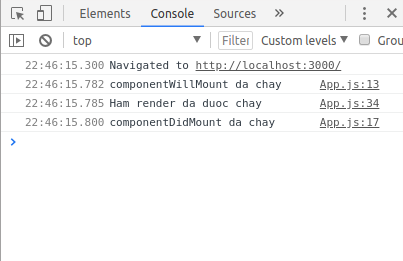 Elements Console Sources »
top Filter Custom levels Grou
22:46:15.300 Navigated to http://localhost:3000/
22:46:15.782 componentWillMount da chay App.js:13
22:46:15.785 Ham render da duoc chay App.js:34
22:46:15.800 componentDidMount da chay App.js:17